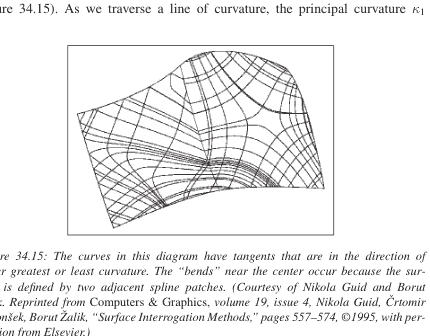 ure 34.15). As we traverse a line of curvature, the principal curvature κ1
re 34.15: The curves in this diagram have tangents that are in the direction of
er greatest or least curvature. The “bends” near the center occur because the sur-
is defined by two adjacent spline patches. (Courtesy of Nikola Guid and Borut
k. Reprinted from Computers & Graphics, volume 19, issue 4, Nikola Guid, Črtomir
onšek, Borut Žalik, “Surface Interrogation Methods,” pages 557–574, ©1995, with per-
ion from Elsevier.)